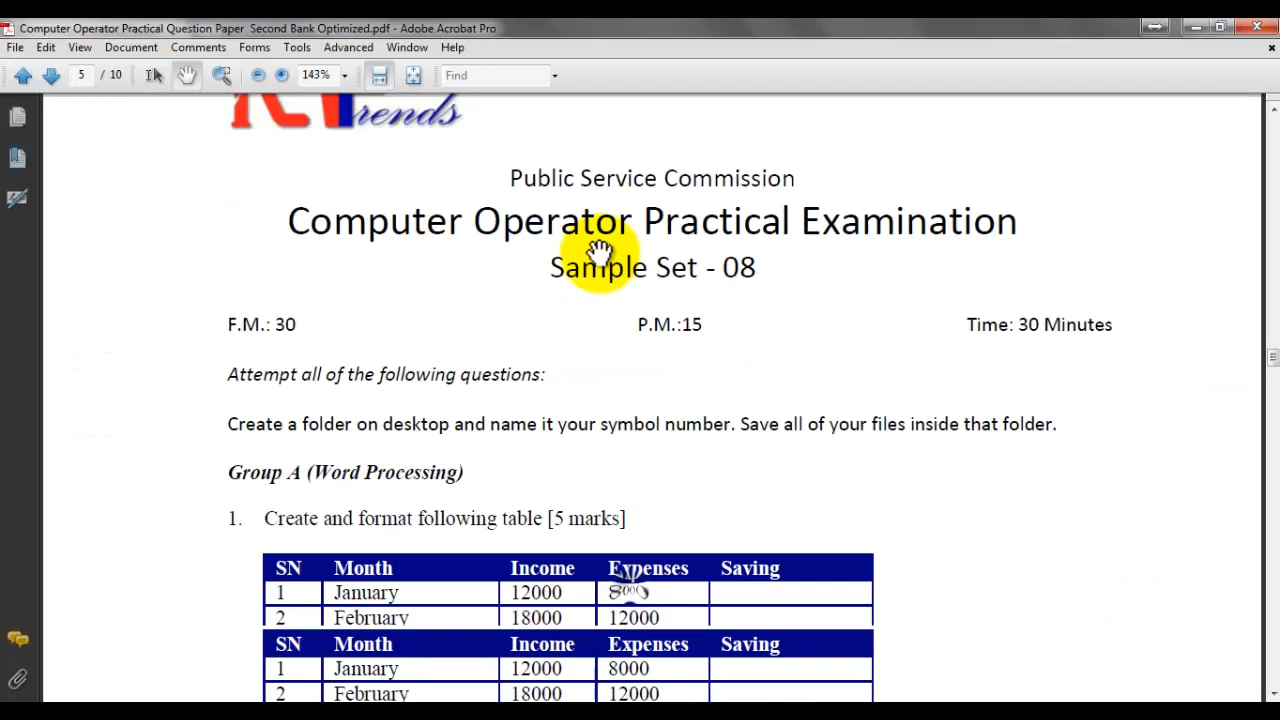 Computer Operator Practical Question Paper  Second Bank Optimized.pdf - Adobe Acrobat Pro
File Edit View Document Comments Forms Tools Advanced Window Help
5 / 10 143% Find
rends
Public Service Commission
Computer Operator Practical Examination
Sample Set - 08
F.M.: 30 P.M.:15 Time: 30 Minutes
Attempt all of the following questions:
Create a folder on desktop and name it your symbol number. Save all of your files inside that folder.
Group A (Word Processing)
1. Create and format following table [5 marks]
SN Month Income Expenses Saving
1 January 12000 8000
2 February 18000 12000
SN Month Income Expenses Saving
1 January 12000 8000
2 February 18000 12000